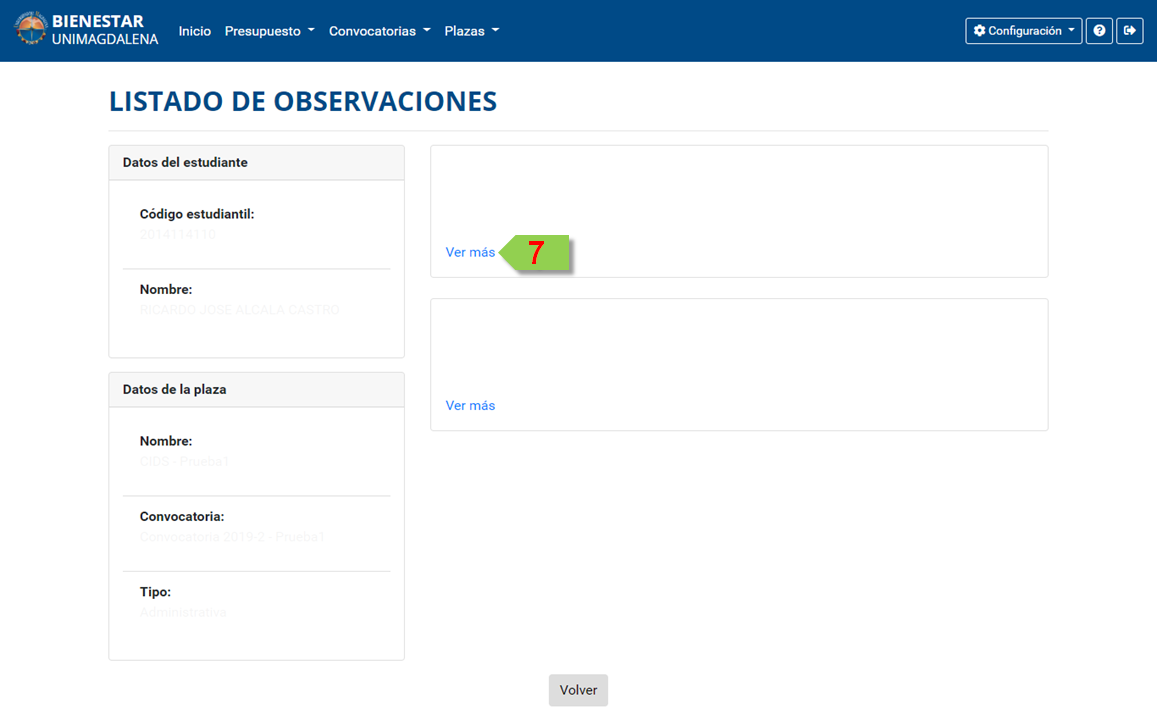 BIENESTAR
UNIMAGDALENA
Inicio Presupuesto Convocatorias Plazas
Configuración
LISTADO DE OBSERVACIONES
Datos del estudiante
Código estudiantil:
2014114110
Nombre:
RICARDO JOSE ALCALA CASTRO
Datos de la plaza
Nombre:
CIDS - Prueba1
Convocatoria:
Convocatoria 2019-2 - Prueba1
Tipo:
Administrativa
Ver más 7
Ver más
Volver